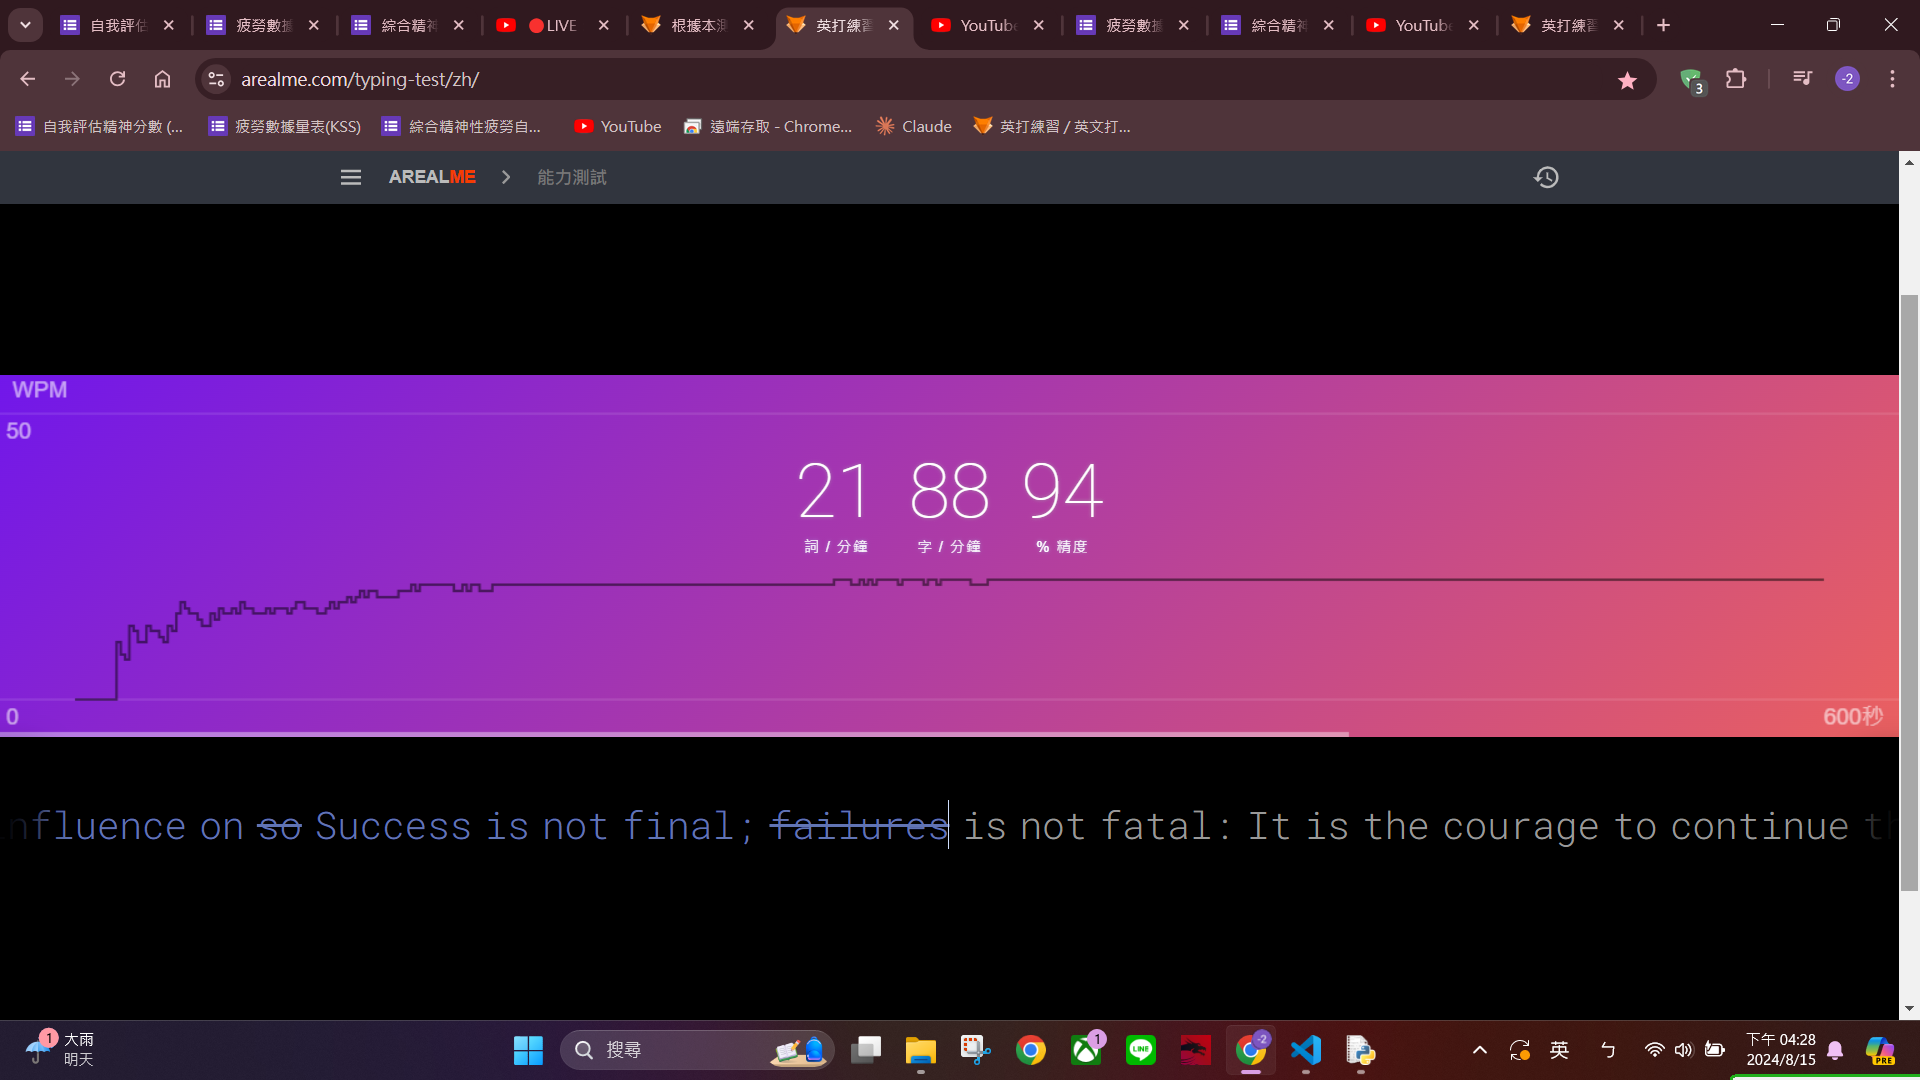 自我評估
疲勞數據
綜合精神
LIVE
根據本測
英打練習
YouTube
疲勞數據
綜合精神
YouTube
英打練習
arealme.com/typing-test/zh/
3
-2
自我評估精神分數 (...
疲勞數據量表(KSS)
綜合精神性疲勞自...
YouTube
遠端存取 - Chrome...
Claude
英打練習 / 英文打...
AREALME
能力測試
WPM
50
21 88 94
詞 / 分鐘 字 / 分鐘 % 精度
0
600秒
nfluence on so Success is not final; failures is not fatal: It is the courage to continue th
1
大雨
明天
搜尋
1
LINE
-2
英
ㄅ
下午 04:28
2024/8/15
PRE